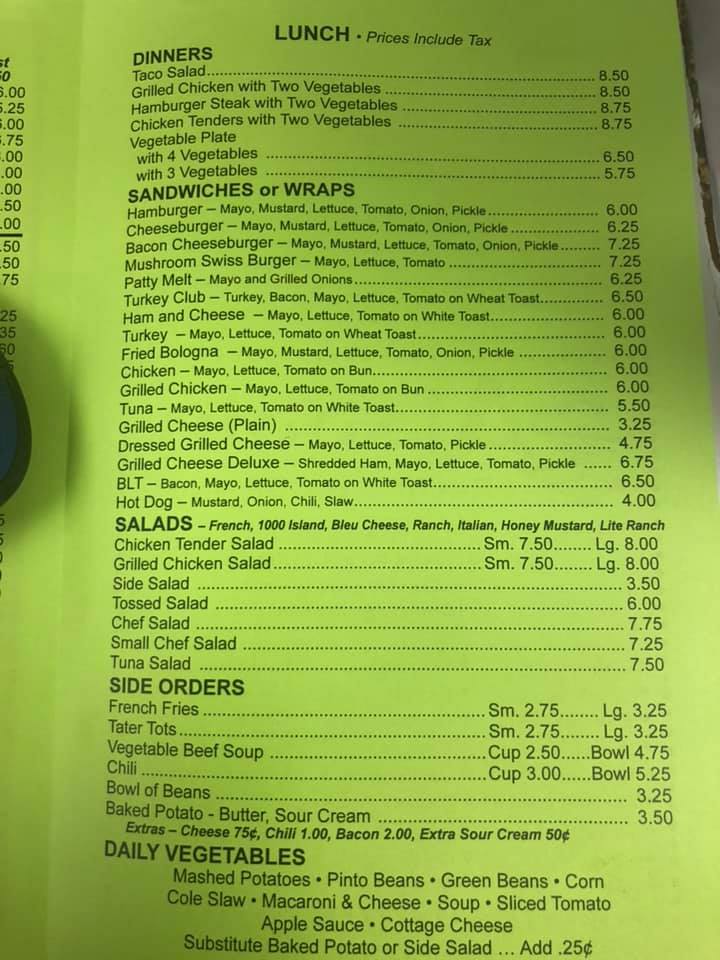 LUNCH • Prices Include Tax
DINNERS
Taco Salad 8.50
Grilled Chicken with Two Vegetables 8.50
Hamburger Steak with Two Vegetables 8.75
Chicken Tenders with Two Vegetables 8.75
Vegetable Plate
with 4 Vegetables 6.50
with 3 Vegetables 5.75
SANDWICHES or WRAPS
Hamburger – Mayo, Mustard, Lettuce, Tomato, Onion, Pickle 6.00
Cheeseburger – Mayo, Mustard, Lettuce, Tomato, Onion, Pickle 6.25
Bacon Cheeseburger – Mayo, Mustard, Lettuce, Tomato, Onion, Pickle 7.25
Mushroom Swiss Burger – Mayo, Lettuce, Tomato 7.25
Patty Melt – Mayo and Grilled Onions 6.25
Turkey Club – Turkey, Bacon, Mayo, Lettuce, Tomato on Wheat Toast 6.50
Ham and Cheese – Mayo, Lettuce, Tomato on White Toast 6.00
Turkey – Mayo, Lettuce, Tomato on Wheat Toast 6.00
Fried Bologna – Mayo, Mustard, Lettuce, Tomato, Onion, Pickle 6.00
Chicken – Mayo, Lettuce, Tomato on Bun 6.00
Grilled Chicken – Mayo, Lettuce, Tomato on Bun 6.00
Tuna – Mayo, Lettuce, Tomato on White Toast 5.50
Grilled Cheese (Plain) 3.25
Dressed Grilled Cheese – Mayo, Lettuce, Tomato, Pickle 4.75
Grilled Cheese Deluxe – Shredded Ham, Mayo, Lettuce, Tomato, Pickle 6.75
BLT – Bacon, Mayo, Lettuce, Tomato on White Toast 6.50
Hot Dog – Mustard, Onion, Chili, Slaw 4.00
SALADS – French, 1000 Island, Bleu Cheese, Ranch, Italian, Honey Mustard, Lite Ranch
Chicken Tender Salad Sm. 7.50 Lg. 8.00
Grilled Chicken Salad Sm. 7.50 Lg. 8.00
Side Salad 3.50
Tossed Salad 6.00
Chef Salad 7.75
Small Chef Salad 7.25
Tuna Salad 7.50
SIDE ORDERS
French Fries Sm. 2.75 Lg. 3.25
Tater Tots Sm. 2.75 Lg. 3.25
Vegetable Beef Soup Cup 2.50 Bowl 4.75
Chili Cup 3.00 Bowl 5.25
Bowl of Beans 3.25
Baked Potato - Butter, Sour Cream 3.50
Extras – Cheese 75¢, Chili 1.00, Bacon 2.00, Extra Sour Cream 50¢
DAILY VEGETABLES
Mashed Potatoes • Pinto Beans • Green Beans • Corn
Cole Slaw • Macaroni & Cheese • Soup • Sliced Tomato
Apple Sauce • Cottage Cheese
Substitute Baked Potato or Side Salad ... Add .25¢